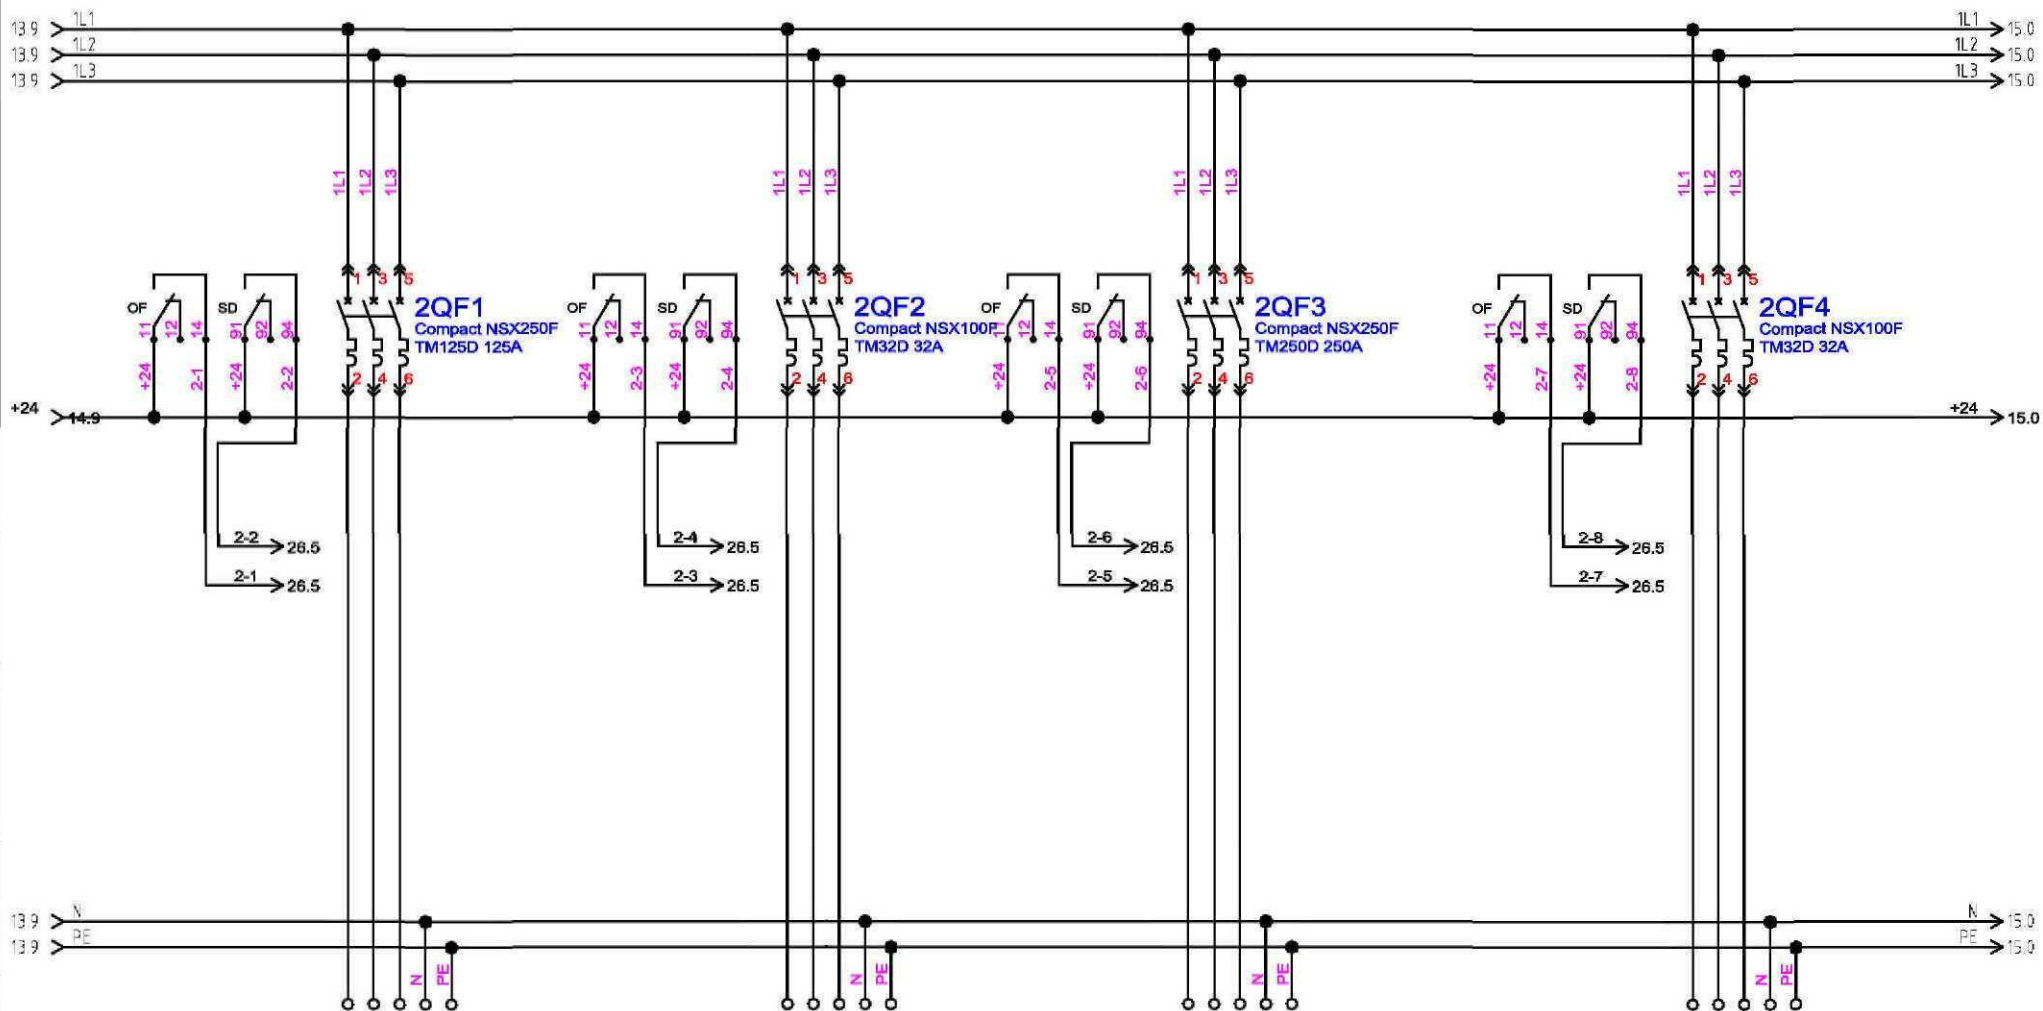 13.9 1L1 1L1 15.0
13.9 1L2 1L2 15.0
13.9 1L3 1L3 15.0
1L1 1L2 1L3
1L1 1L2 1L3
1L1 1L2 1L3
1L1 1L2 1L3
OF 11 12 14
SD 91 92 94
+24 2-1 +24 2-2
1 3 5
2QF1
Compact NSX250F
TM125D 125A
2 4 6
OF 11 12 14
SD 91 92 94
+24 2-3 +24 2-4
1 3 5
2QF2
Compact NSX100F
TM32D 32A
2 4 6
OF 11 12 14
SD 91 92 94
+24 2-5 +24 2-6
1 3 5
2QF3
Compact NSX250F
TM250D 250A
2 4 6
OF 11 12 14
SD 91 92 94
+24 2-7 +24 2-8
1 3 5
2QF4
Compact NSX100F
TM32D 32A
2 4 6
+24 14.9 +24 15.0
2-2 26.5
2-1 26.5
2-4 26.5
2-3 26.5
2-6 26.5
2-5 26.5
2-8 26.5
2-7 26.5
13.9 N N 15.0
13.9 PE PE 15.0
N PE
N PE
N PE
N PE